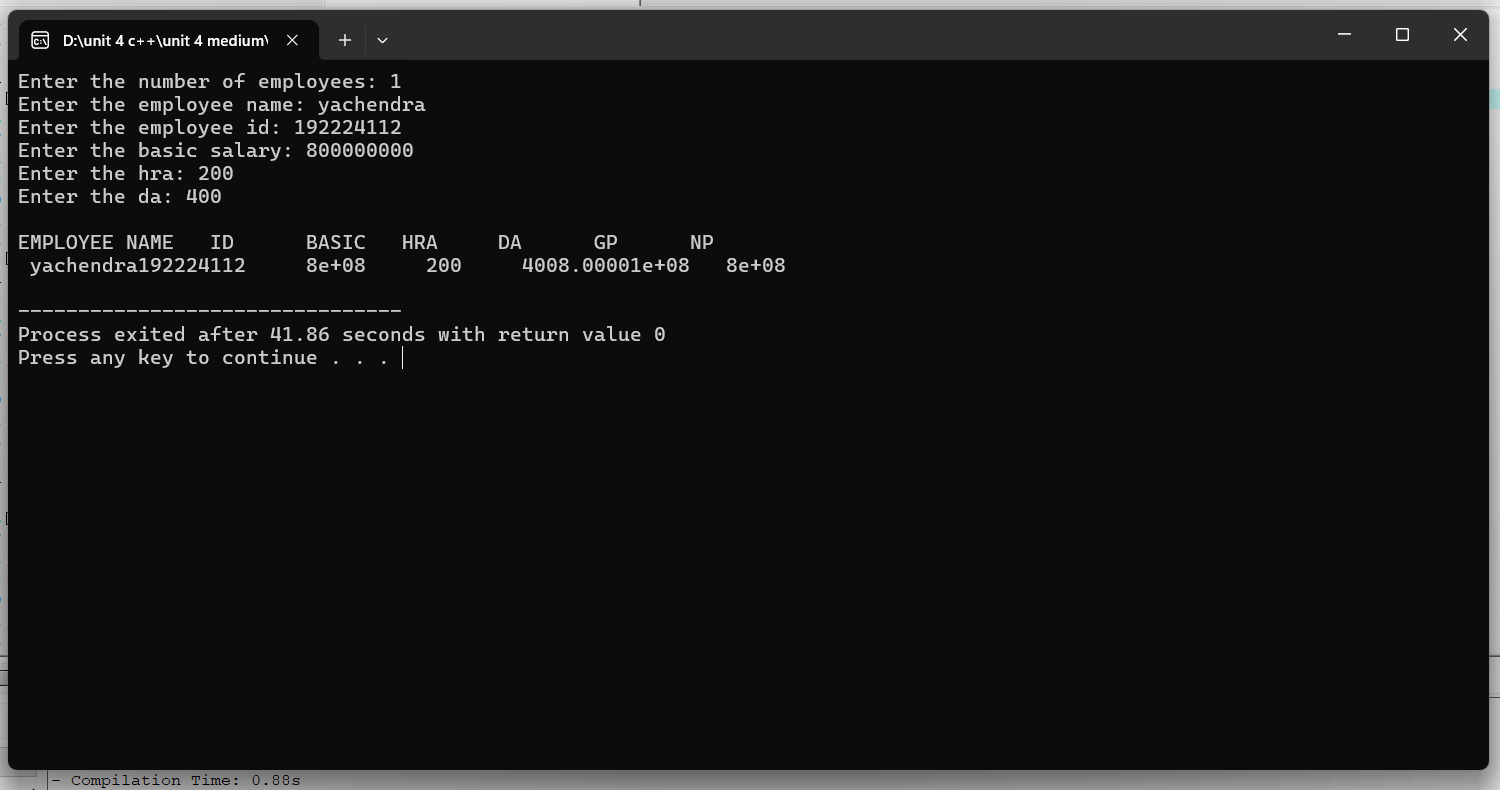 D:\unit 4 c++\unit 4 medium\
Enter the number of employees: 1
Enter the employee name: yachendra
Enter the employee id: 192224112
Enter the basic salary: 800000000
Enter the hra: 200
Enter the da: 400
EMPLOYEE NAME   ID      BASIC   HRA     DA      GP      NP
 yachendra192224112     8e+08     200     4008.00001e+08   8e+08
--------------------------------
Process exited after 41.86 seconds with return value 0
Press any key to continue . . .
- Compilation Time: 0.88s